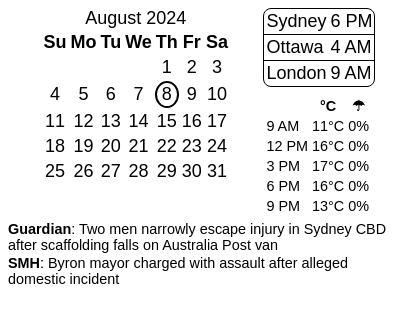 August 2024
Su Mo Tu We Th Fr Sa
1 2 3
4 5 6 7 8 9 10
11 12 13 14 15 16 17
18 19 20 21 22 23 24
25 26 27 28 29 30 31
Sydney 6 PM
Ottawa 4 AM
London 9 AM
°C ☂
9 AM 11°C 0%
12 PM 16°C 0%
3 PM 17°C 0%
6 PM 16°C 0%
9 PM 13°C 0%
Guardian: Two men narrowly escape injury in Sydney CBD
after scaffolding falls on Australia Post van
SMH: Byron mayor charged with assault after alleged
domestic incident